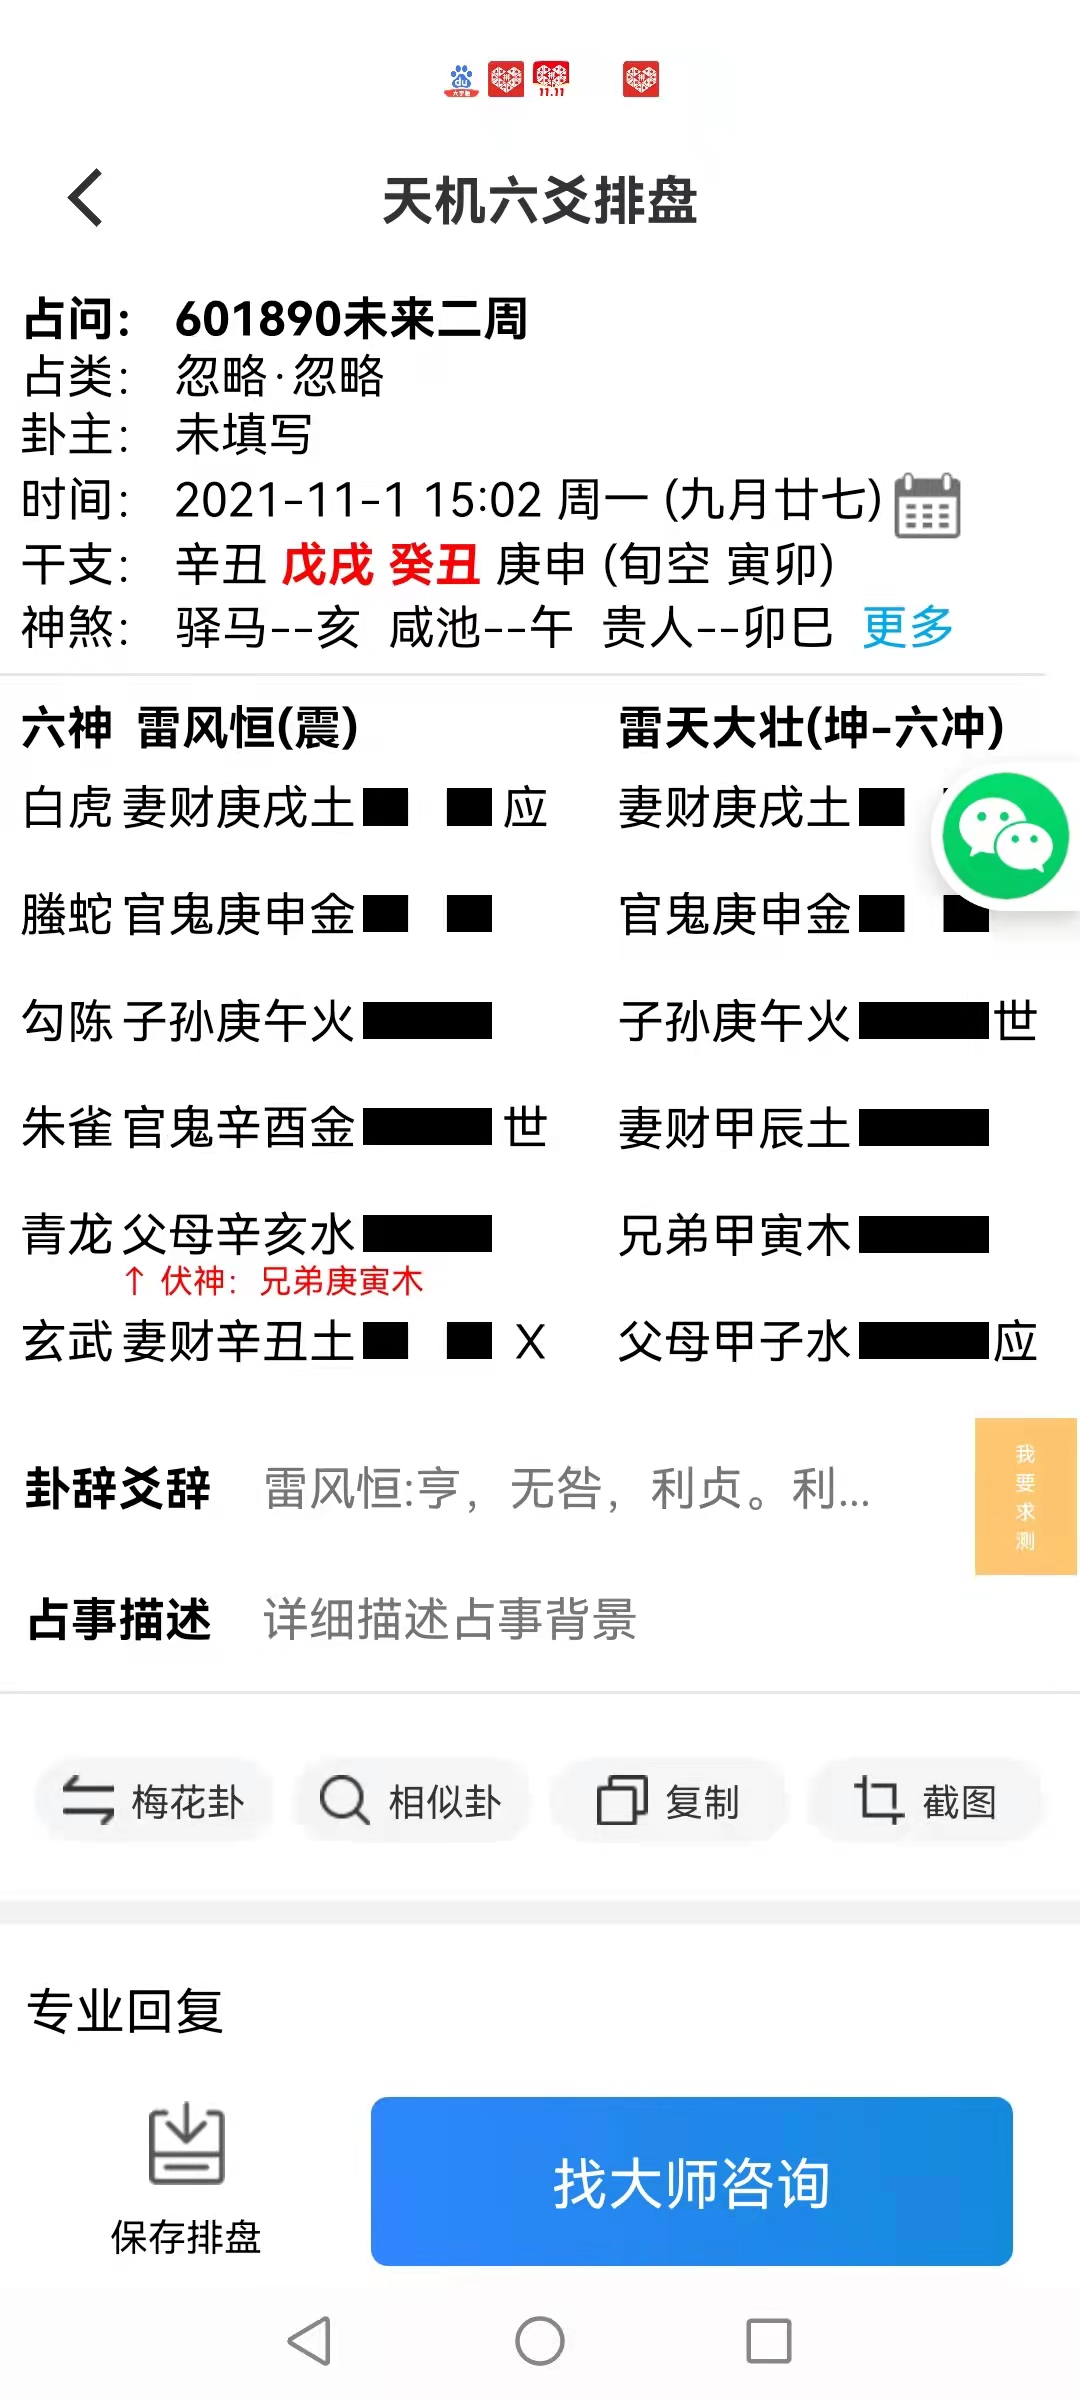 du
11.11
天机六爻排盘
占问： 601890未来二周
占类： 忽略·忽略
卦主： 未填写
时间： 2021-11-1 15:02 周一 (九月廿七)
干支： 辛丑 戊戌 癸丑 庚申 (旬空 寅卯)
神煞： 驿马--亥 咸池--午 贵人--卯巳 更多
六神 雷风恒(震) 雷天大壮(坤-六冲)
白虎 妻财庚戌土 应 妻财庚戌土
螣蛇 官鬼庚申金 官鬼庚申金
勾陈 子孙庚午火 子孙庚午火 世
朱雀 官鬼辛酉金 世 妻财甲辰土
青龙 父母辛亥水 兄弟甲寅木
↑ 伏神：兄弟庚寅木
玄武 妻财辛丑土 X 父母甲子水 应
卦辞爻辞 雷风恒:亨，无咎，利贞。利...
我要求测
占事描述 详细描述占事背景
梅花卦 相似卦 复制 截图
专业回复
找大师咨询
保存排盘